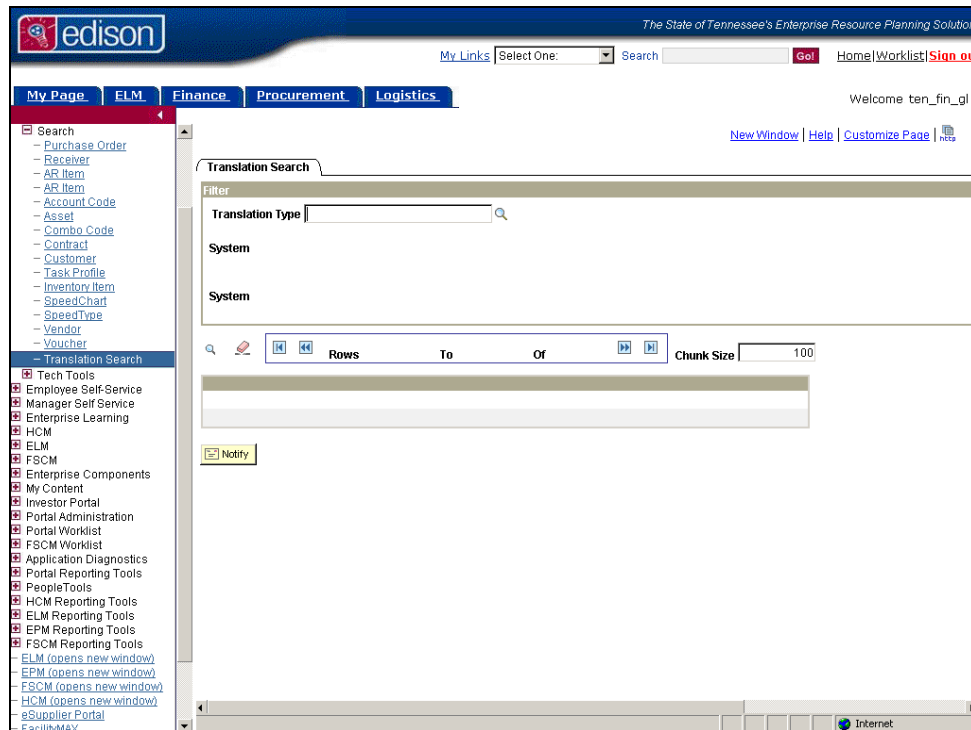 edison
The State of Tennessee's Enterprise Resource Planning Solution
My Links Select One: Search Go! Home|Worklist|Sign ou
My Page ELM Finance Procurement Logistics
Welcome ten_fin_gl
New Window | Help | Customize Page | http
Search
Purchase Order
Receiver
AR Item
AR Item
Account Code
Asset
Combo Code
Contract
Customer
Task Profile
Inventory Item
SpeedChart
SpeedType
Vendor
Voucher
Translation Search
Tech Tools
Employee Self-Service
Manager Self Service
Enterprise Learning
HCM
ELM
FSCM
Enterprise Components
My Content
Investor Portal
Portal Administration
Portal Worklist
FSCM Worklist
Application Diagnostics
Portal Reporting Tools
PeopleTools
HCM Reporting Tools
ELM Reporting Tools
EPM Reporting Tools
FSCM Reporting Tools
ELM (opens new window)
EPM (opens new window)
FSCM (opens new window)
HCM (opens new window)
eSupplier Portal
FacilityMAX
Translation Search
Filter
Translation Type
System
System
Rows To Of Chunk Size 100
Notify
Internet